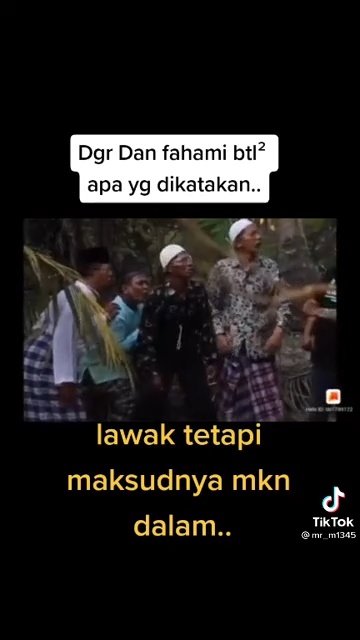 Dgr Dan fahami btl²
apa yg dikatakan..
lawak tetapi
maksudnya mkn
dalam..
TikTok
@mr_m1345